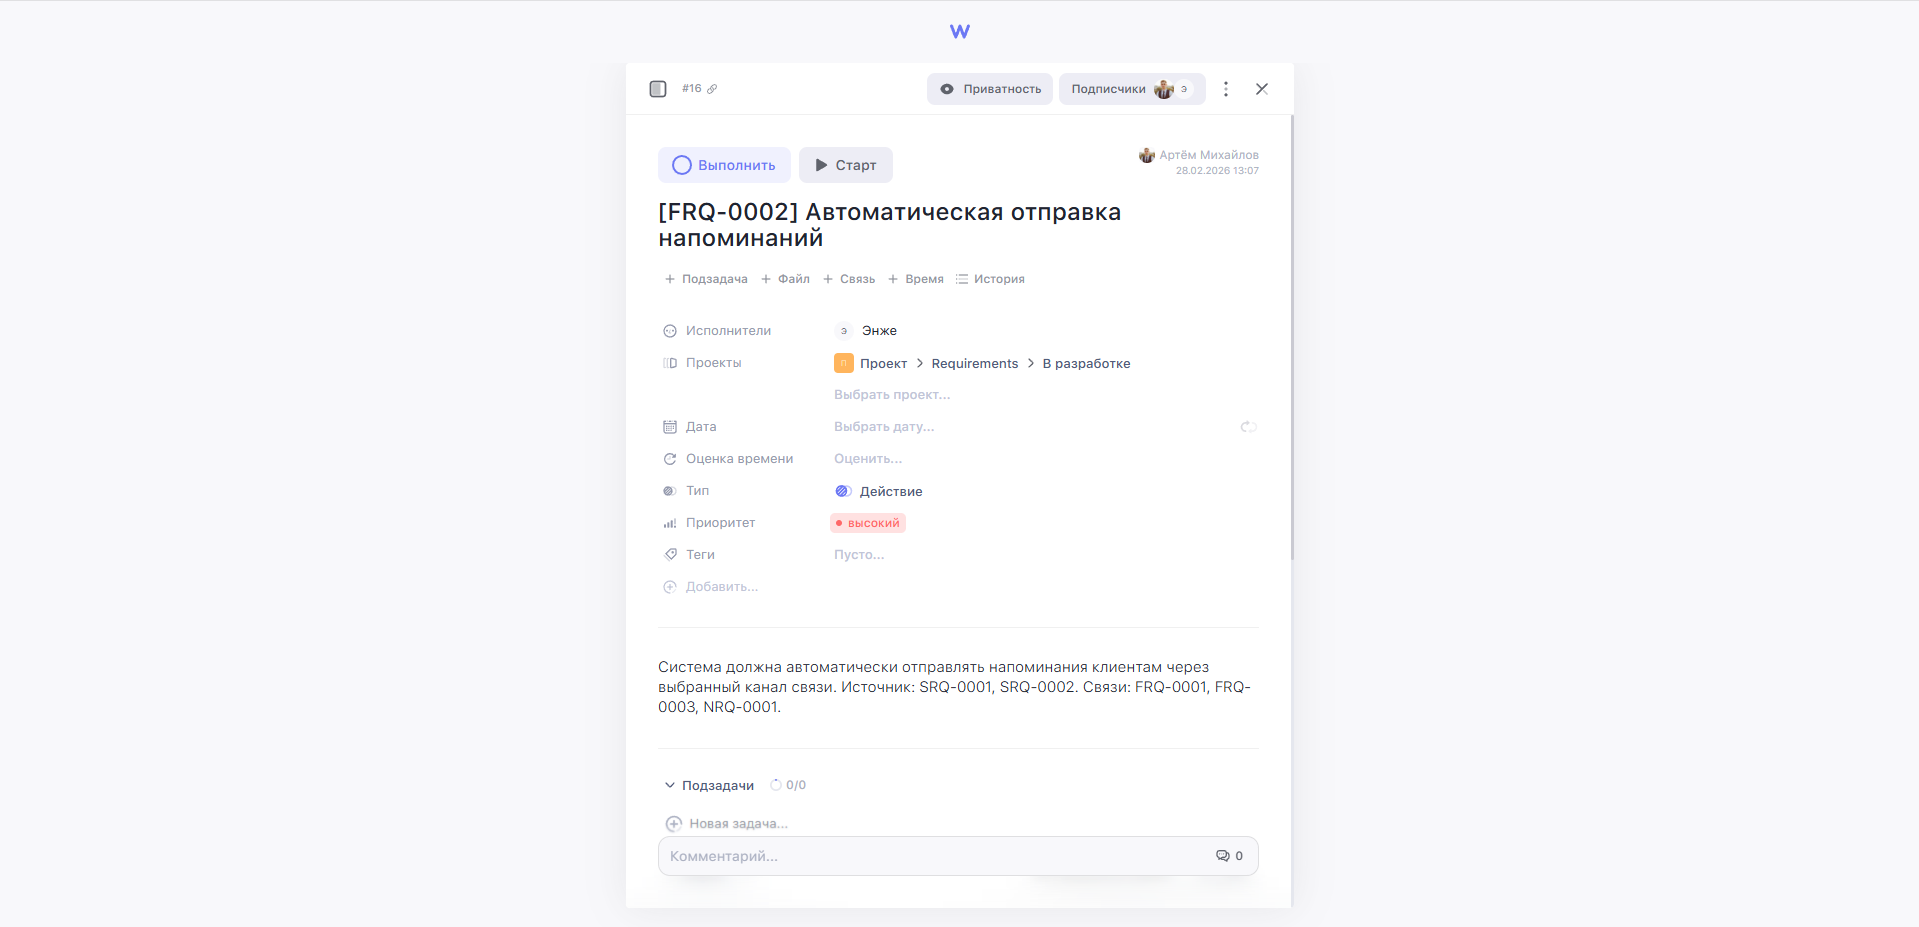 W
#16
Приватность
Подписчики Э
Выполнить
Старт
Артём Михайлов
28.02.2026 13:07
[FRQ-0002] Автоматическая отправка
напоминаний
+ Подзадача + Файл + Связь + Время История
Исполнители Э Энже
Проекты П Проект > Requirements > В разработке
Выбрать проект...
Дата Выбрать дату...
Оценка времени Оценить...
Тип Действие
Приоритет высокий
Теги Пусто...
Добавить...
Система должна автоматически отправлять напоминания клиентам через
выбранный канал связи. Источник: SRQ-0001, SRQ-0002. Связи: FRQ-0001, FRQ-
0003, NRQ-0001.
Подзадачи 0/0
Новая задача...
Комментарий... 0